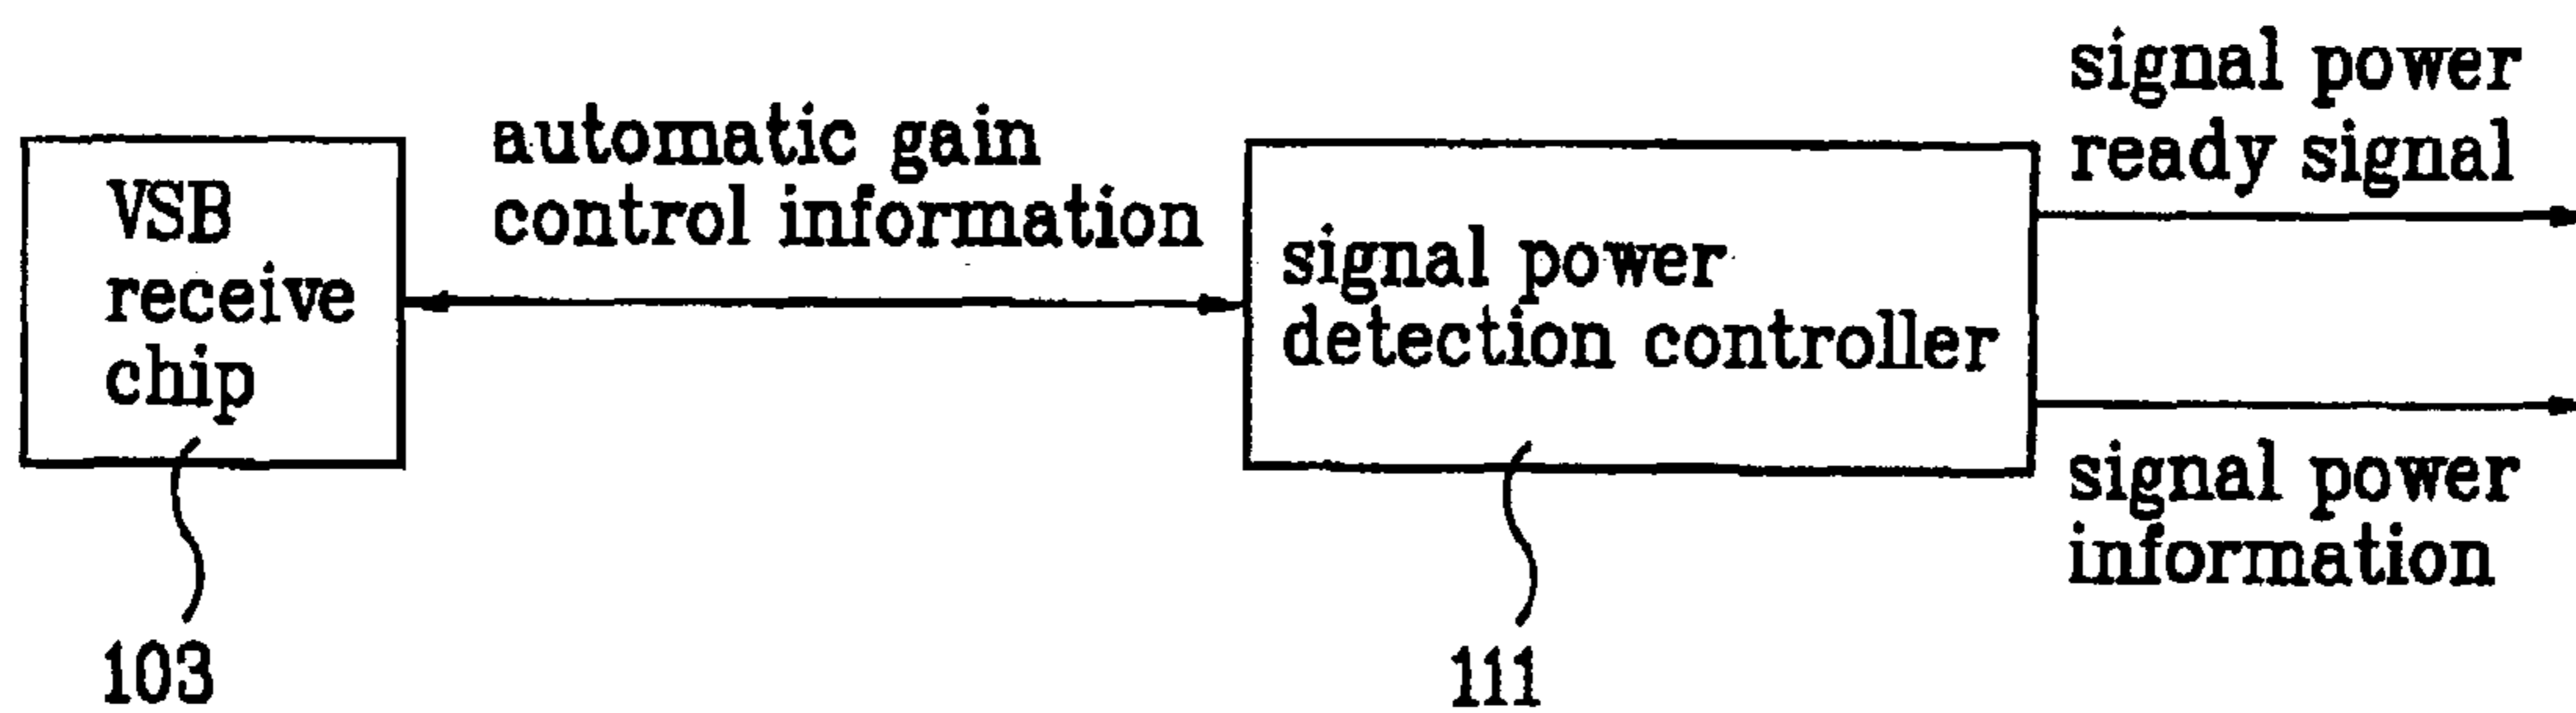 VSB
receive
chip
103
automatic gain
control information
signal power
detection controller
111
signal power
ready signal
signal power
information